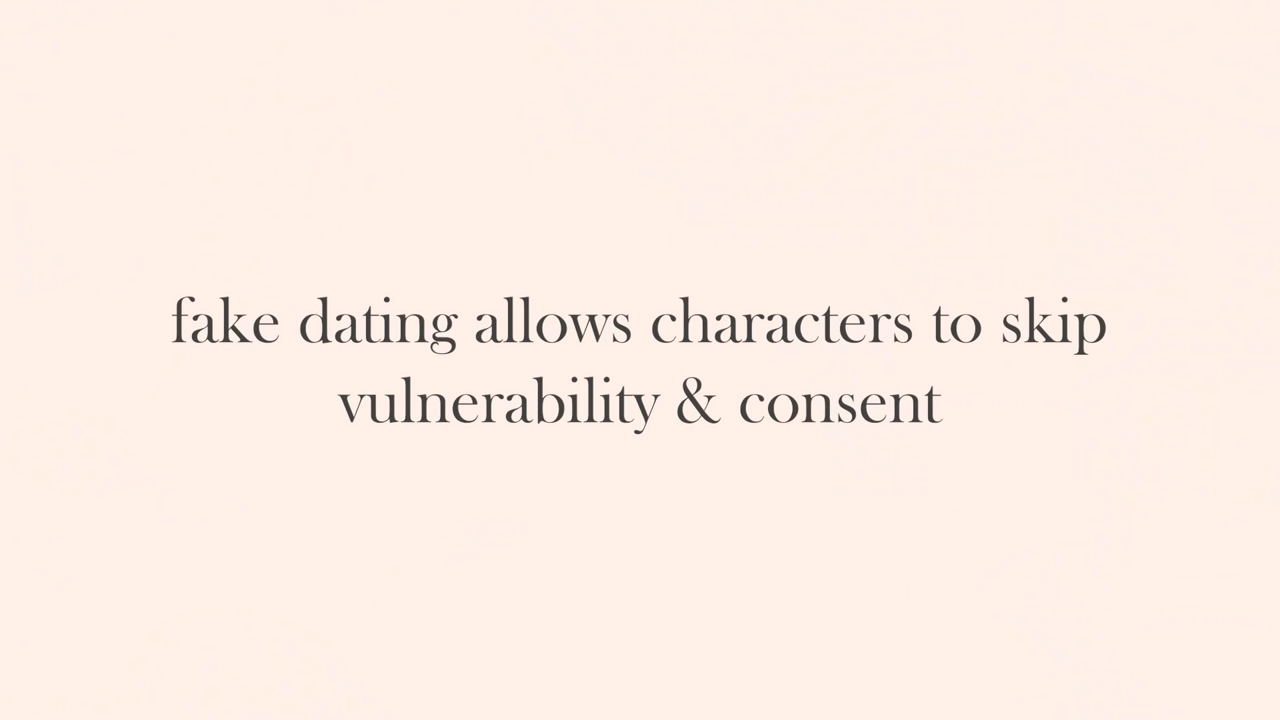 fake dating allows characters to skip
vulnerability & consent